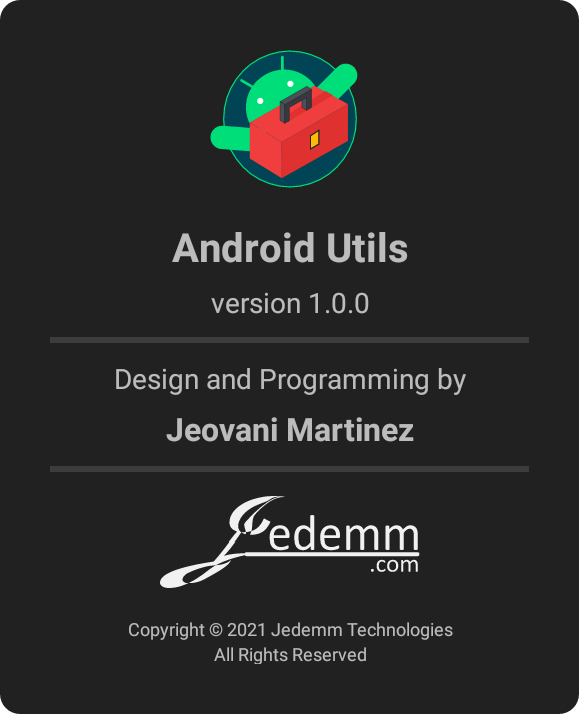 Android Utils
version 1.0.0
Design and Programming by
Jeovani Martinez
Jedemm
.com
Copyright © 2021 Jedemm Technologies
All Rights Reserved